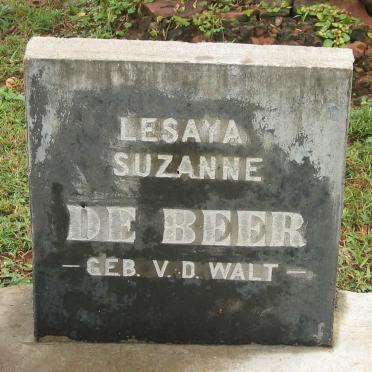 LESAYA
SUZANNE
DE BEER
— GEB. V. D. WALT —